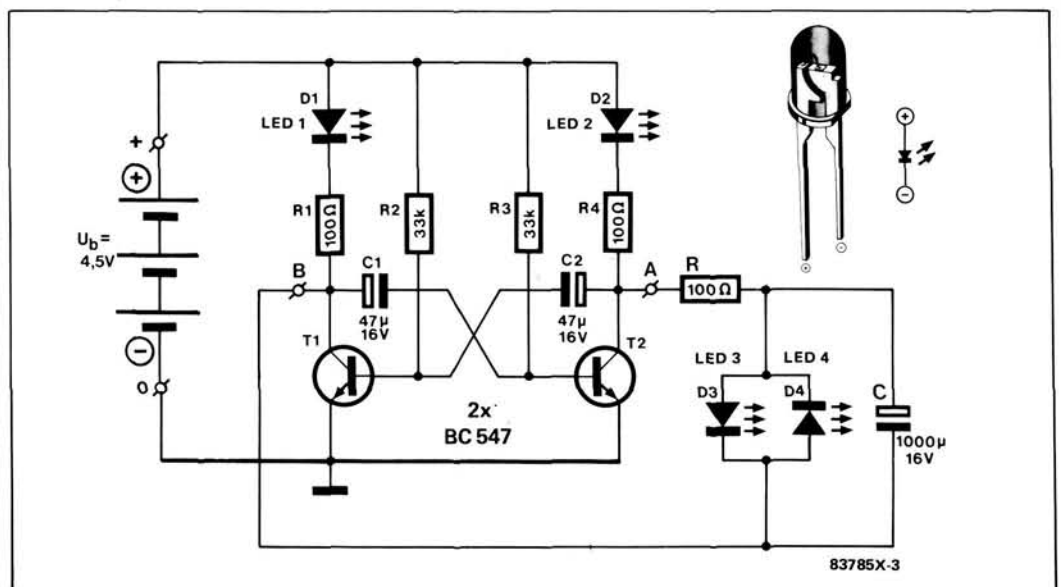 D1
LED 1
D2
LED 2
+
+
R1
100Ω
R2
33k
R3
33k
R4
100Ω
+
−
U_b =
4,5V
B
C1
47µ
16V
C2
47µ
16V
A
R
100Ω
T1
T2
−
0
2x
BC 547
LED 3
LED 4
D3
D4
C
1000µ
16V
83785X-3